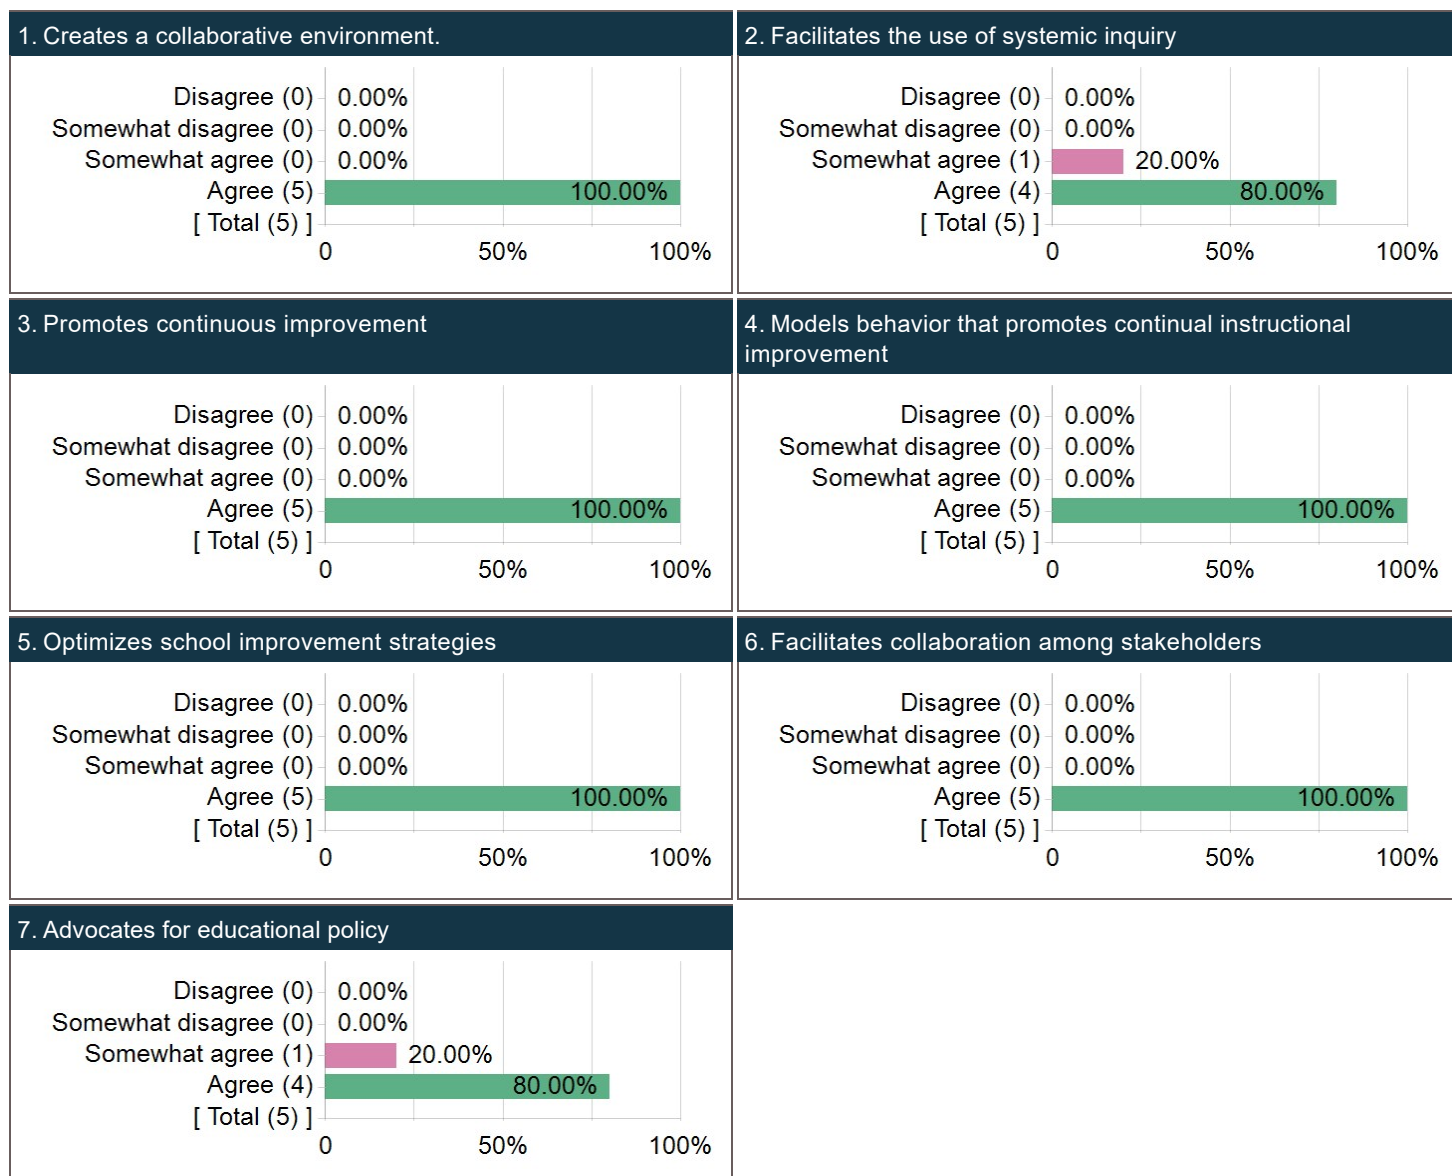 1. Creates a collaborative environment.
Disagree (0) 0.00%
Somewhat disagree (0) 0.00%
Somewhat agree (0) 0.00%
Agree (5) 100.00%
[ Total (5) ]
0 50% 100%
2. Facilitates the use of systemic inquiry
Disagree (0) 0.00%
Somewhat disagree (0) 0.00%
Somewhat agree (1) 20.00%
Agree (4) 80.00%
[ Total (5) ]
0 50% 100%
3. Promotes continuous improvement
Disagree (0) 0.00%
Somewhat disagree (0) 0.00%
Somewhat agree (0) 0.00%
Agree (5) 100.00%
[ Total (5) ]
0 50% 100%
4. Models behavior that promotes continual instructional
improvement
Disagree (0) 0.00%
Somewhat disagree (0) 0.00%
Somewhat agree (0) 0.00%
Agree (5) 100.00%
[ Total (5) ]
0 50% 100%
5. Optimizes school improvement strategies
Disagree (0) 0.00%
Somewhat disagree (0) 0.00%
Somewhat agree (0) 0.00%
Agree (5) 100.00%
[ Total (5) ]
0 50% 100%
6. Facilitates collaboration among stakeholders
Disagree (0) 0.00%
Somewhat disagree (0) 0.00%
Somewhat agree (0) 0.00%
Agree (5) 100.00%
[ Total (5) ]
0 50% 100%
7. Advocates for educational policy
Disagree (0) 0.00%
Somewhat disagree (0) 0.00%
Somewhat agree (1) 20.00%
Agree (4) 80.00%
[ Total (5) ]
0 50% 100%